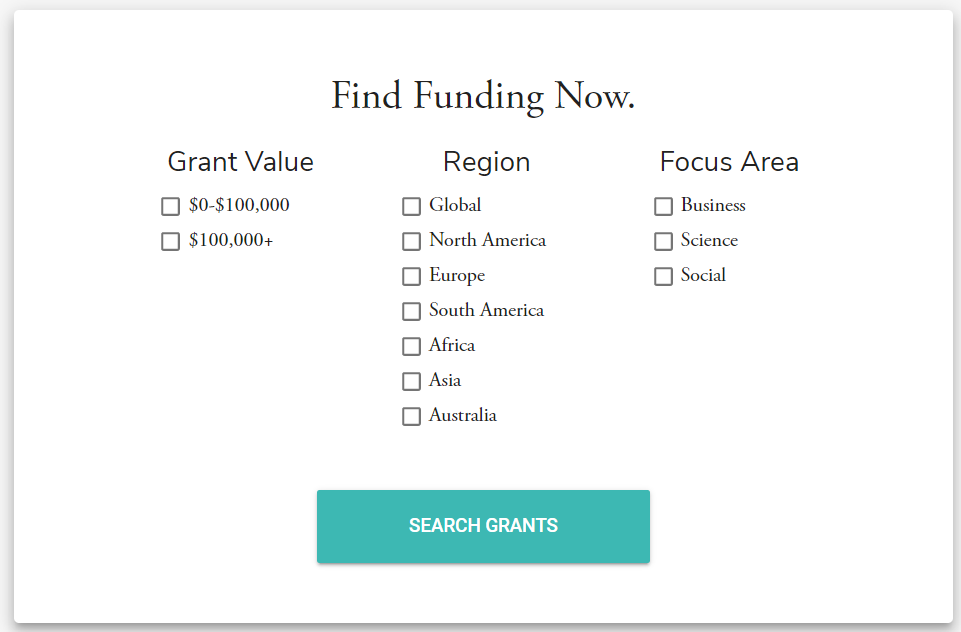 Find Funding Now.
Grant Value
$0-$100,000
$100,000+
Region
Global
North America
Europe
South America
Africa
Asia
Australia
Focus Area
Business
Science
Social
SEARCH GRANTS